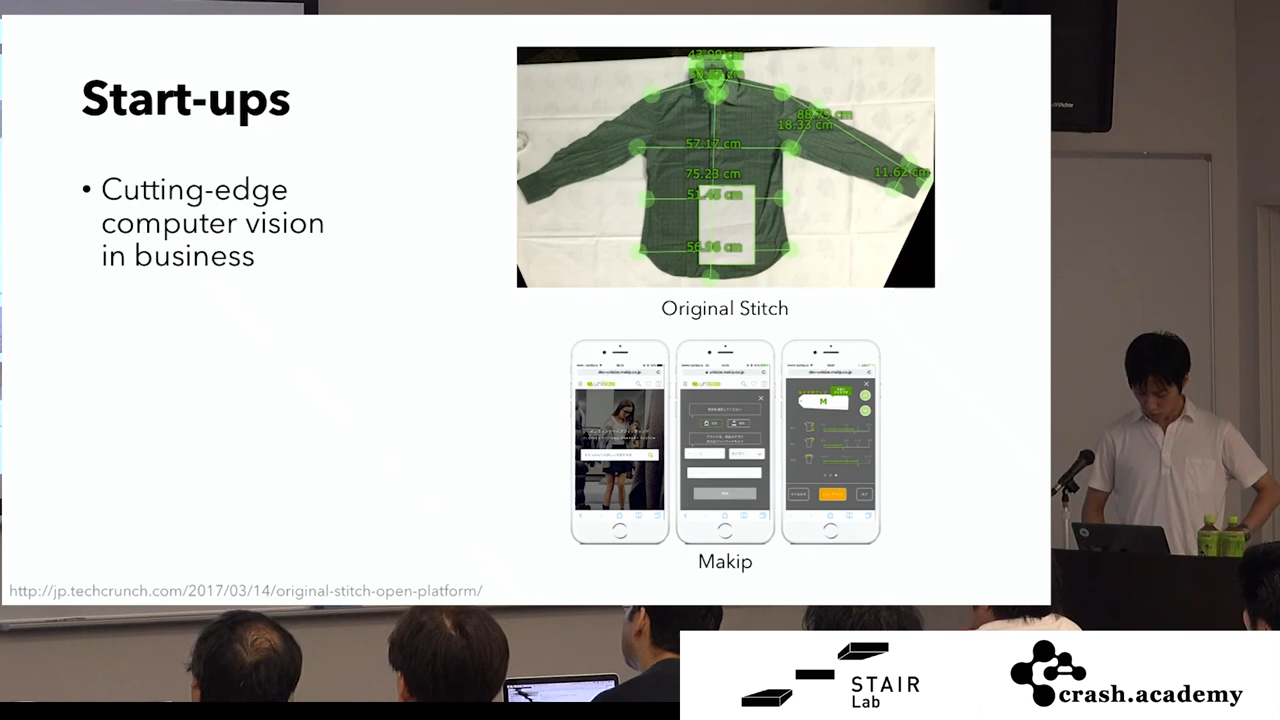 Start-ups
• Cutting-edge
computer vision
in business
57.17 cm
18.33 cm
75.23 cm
11.62 cm
Original Stitch
unisize
unisize
M
Makip
http://jp.techcrunch.com/2017/03/14/original-stitch-open-platform/
STAIR
Lab
crash.academy